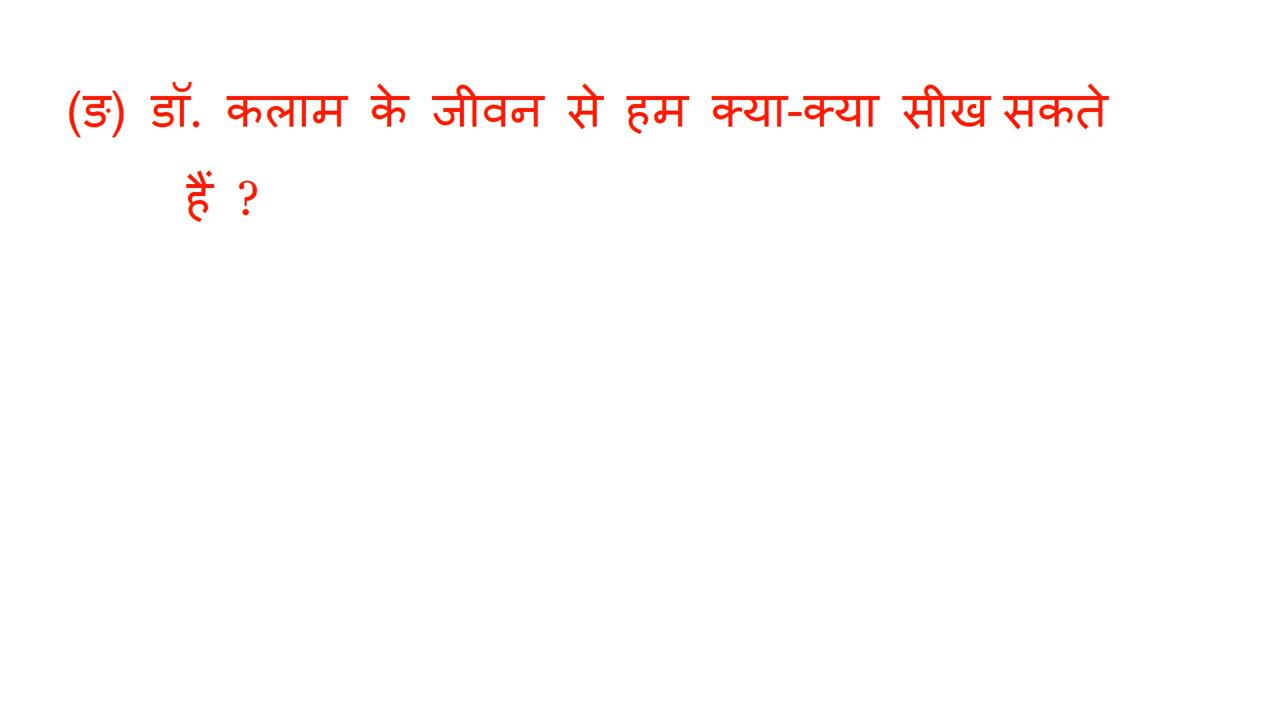 (ङ) डॉ. कलाम के जीवन से हम क्या-क्या सीख सकते
हैं ?